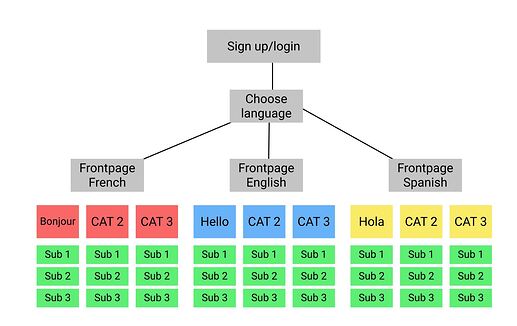 Sign up/login
Choose
language
Frontpage
French
Frontpage
English
Frontpage
Spanish
Bonjour CAT 2 CAT 3 Hello CAT 2 CAT 3 Hola CAT 2 CAT 3
Sub 1 Sub 1 Sub 1 Sub 1 Sub 1 Sub 1 Sub 1 Sub 1 Sub 1
Sub 2 Sub 2 Sub 2 Sub 2 Sub 2 Sub 2 Sub 2 Sub 2 Sub 2
Sub 3 Sub 3 Sub 3 Sub 3 Sub 3 Sub 3 Sub 3 Sub 3 Sub 3